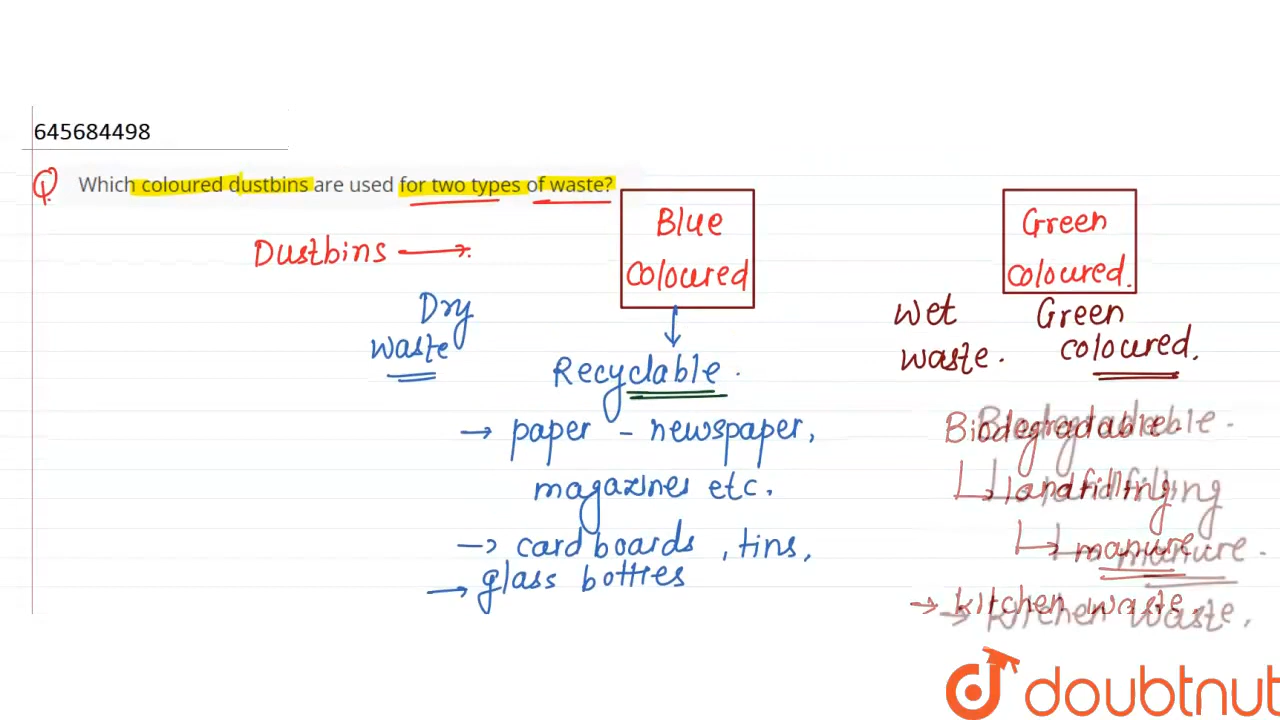 645684498
Q. Which coloured dustbins are used for two types of waste?
Dustbins →
Blue
coloured
Green
coloured.
Dry
waste
Recyclable.
→ paper - newspaper,
magazines etc.
→ cardboards, tins,
→ glass bottles
Wet
waste.
Green
coloured.
Biodegradable.
↳ landfilling
↳ manure.
→ kitchen waste,
doubtnut